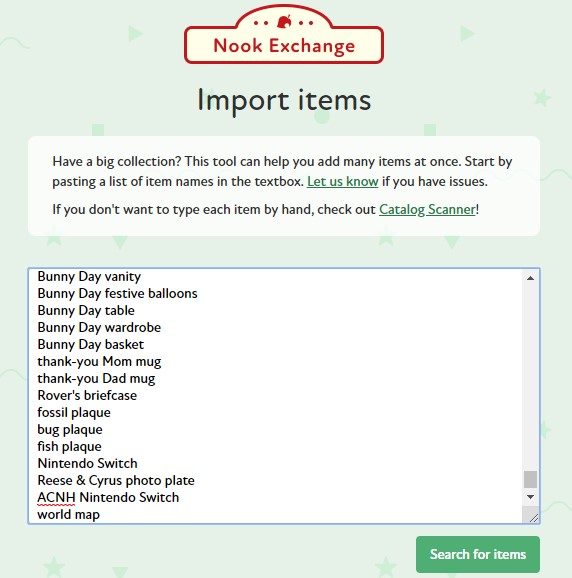 Nook Exchange
Import items
Have a big collection? This tool can help you add many items at once. Start by
pasting a list of item names in the textbox. Let us know if you have issues.
If you don't want to type each item by hand, check out Catalog Scanner!
Bunny Day vanity
Bunny Day festive balloons
Bunny Day table
Bunny Day wardrobe
Bunny Day basket
thank-you Mom mug
thank-you Dad mug
Rover's briefcase
fossil plaque
bug plaque
fish plaque
Nintendo Switch
Reese & Cyrus photo plate
ACNH Nintendo Switch
world map
Search for items